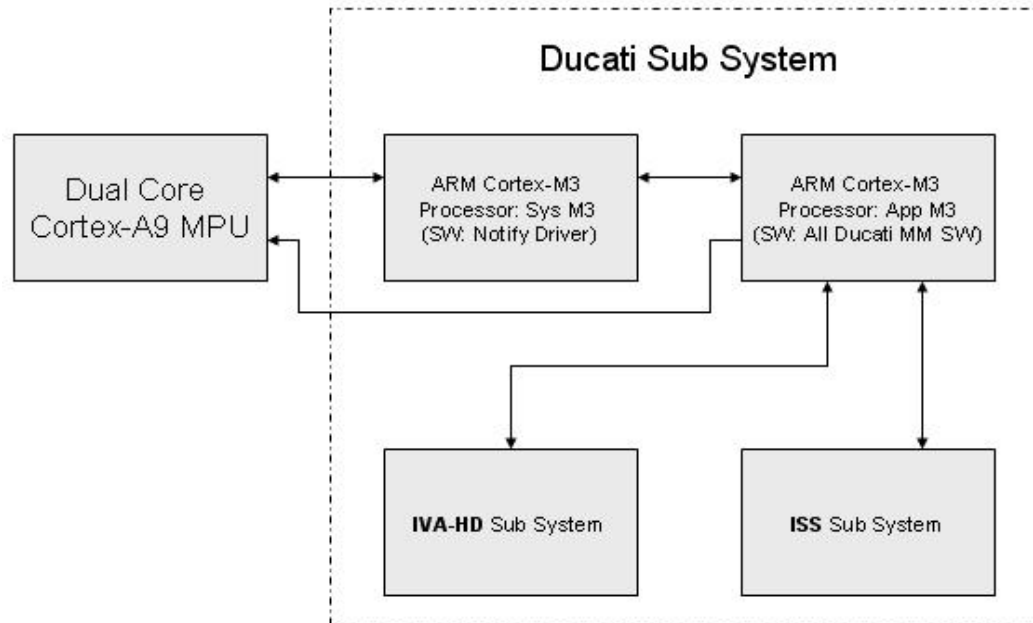 Ducati Sub System
Dual Core
Cortex-A9 MPU
ARM Cortex-M3
Processor: Sys M3
(SW: Notify Driver)
ARM Cortex-M3
Processor: App M3
(SW: All Ducati MM SW)
IVA-HD Sub System
ISS Sub System